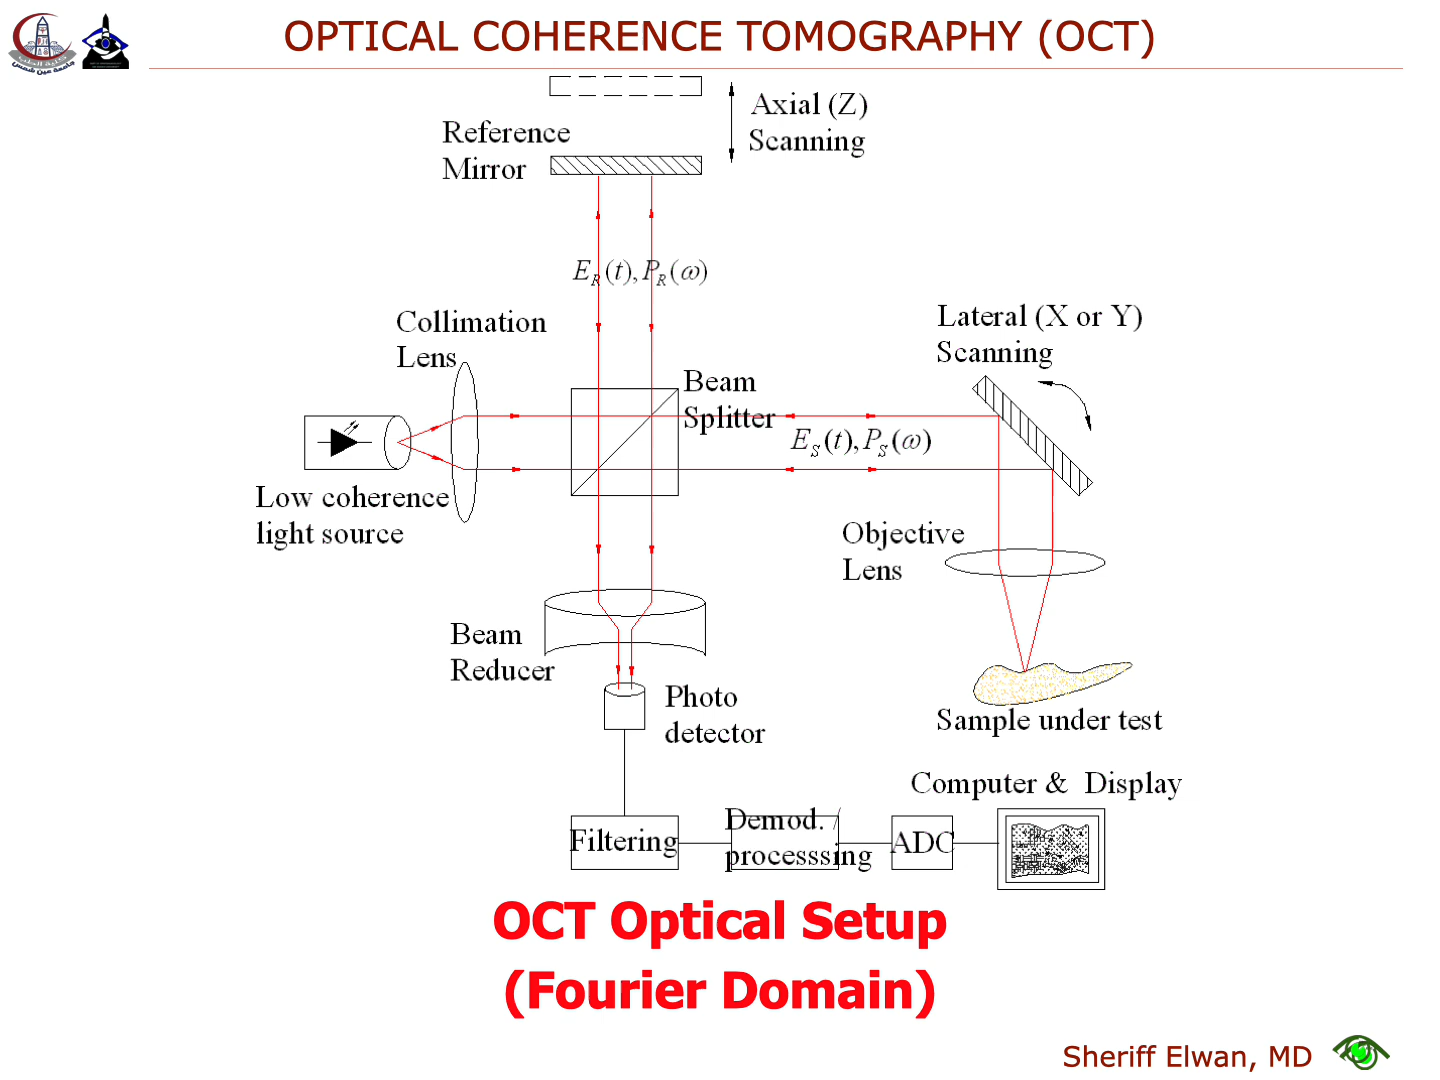 OPTICAL COHERENCE TOMOGRAPHY (OCT)
Axial (Z)
Scanning
Reference
Mirror
E_R(t), P_R(ω)
Collimation
Lens
Lateral (X or Y)
Scanning
Beam
Splitter
E_S(t), P_S(ω)
Low coherence
light source
Objective
Lens
Beam
Reducer
Photo
detector
Sample under test
Computer & Display
Filtering
Demod. /
processsing
ADC
OCT Optical Setup
(Fourier Domain)
Sheriff Elwan, MD